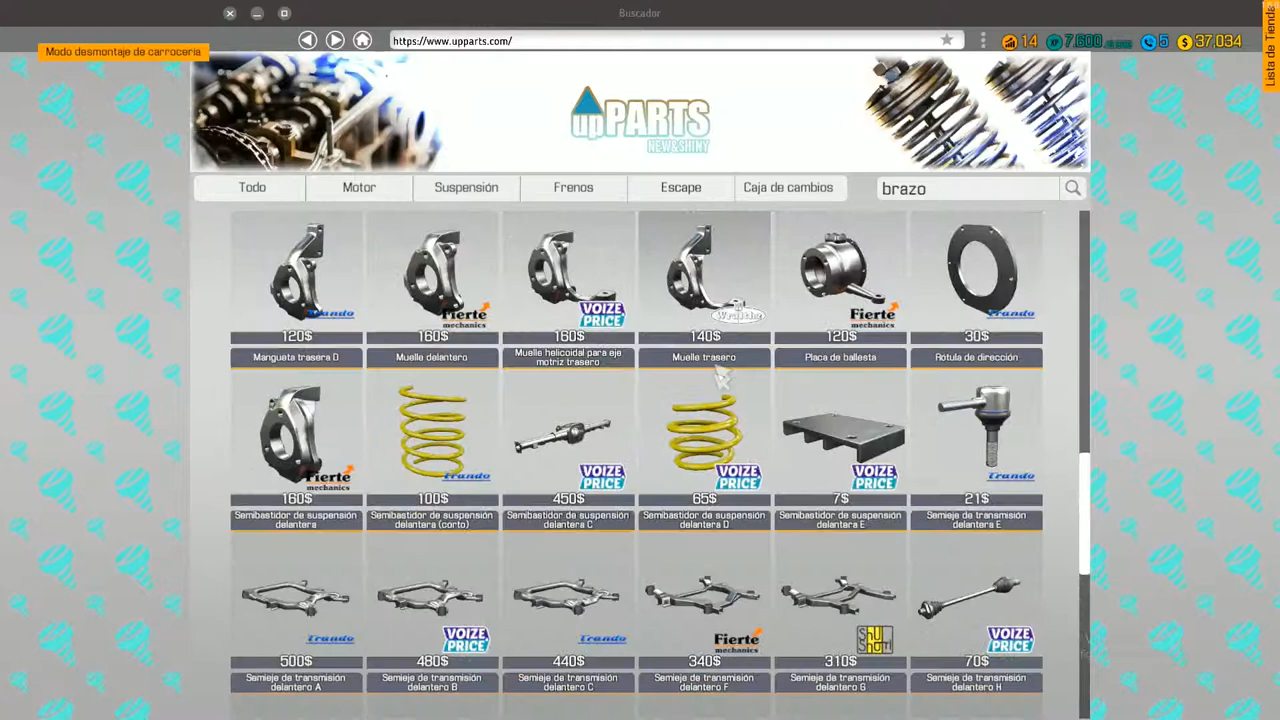 Buscador
https://www.upparts.com/
Modo desmontaje de carrocería
14
7,600
5
37,034
Lista de Tienda
upPARTS
NEW&SHINY
Todo
Motor
Suspensión
Frenos
Escape
Caja de cambios
brazo
Trando
Fierte mechanics
VOIZE PRICE
Fierte mechanics
Trando
120$
160$
160$
140$
120$
30$
Mangueta trasera D
Muelle delantero
Muelle helicoidal para eje motriz trasero
Muelle trasero
Placa de ballesta
Rótula de dirección
Fierte mechanics
Trando
VOIZE PRICE
VOIZE PRICE
VOIZE PRICE
Trando
160$
100$
450$
65$
7$
21$
Semibastidor de suspensión delantera
Semibastidor de suspensión delantera (corto)
Semibastidor de suspensión delantera C
Semibastidor de suspensión delantera D
Semibastidor de suspensión delantera E
Semieje de transmisión delantera E
Trando
VOIZE PRICE
Trando
Fierte mechanics
VOIZE PRICE
500$
480$
440$
340$
310$
70$
Semieje de transmisión delantero A
Semieje de transmisión delantero B
Semieje de transmisión delantero C
Semieje de transmisión delantero F
Semieje de transmisión delantero G
Semieje de transmisión delantero H